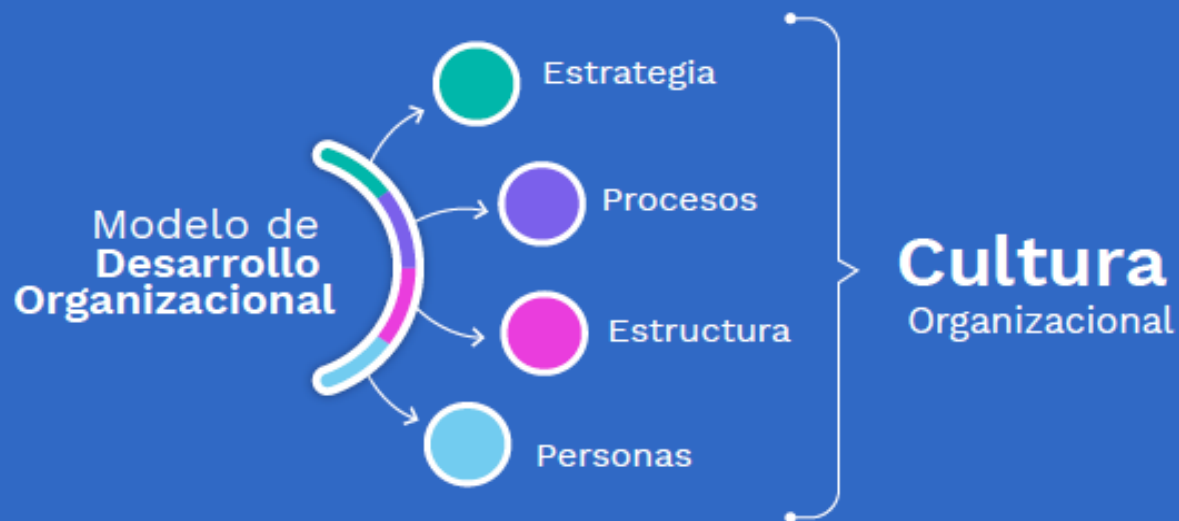 Modelo de
Desarrollo
Organizacional
Estrategia
Procesos
Estructura
Personas
Cultura
Organizacional